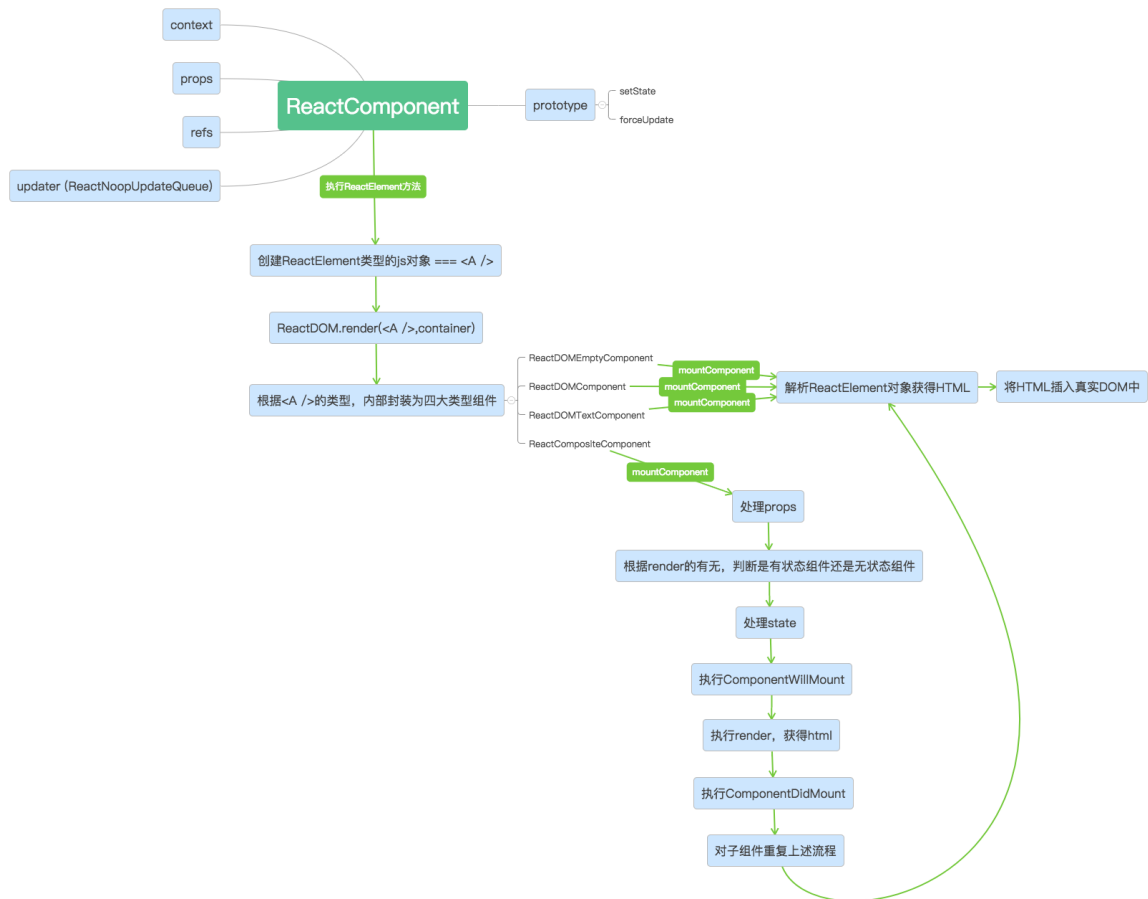 context
props
refs
updater (ReactNoopUpdateQueue)
ReactComponent
prototype
setState
forceUpdate
执行ReactElement方法
创建ReactElement类型的js对象 === <A />
ReactDOM.render(<A />,container)
根据<A />的类型，内部封装为四大类型组件
ReactDOMEmptyComponent
mountComponent
ReactDOMComponent
mountComponent
ReactDOMTextComponent
mountComponent
解析ReactElement对象获得HTML
将HTML插入真实DOM中
ReactCompositeComponent
mountComponent
处理props
根据render的有无，判断是有状态组件还是无状态组件
处理state
执行ComponentWillMount
执行render，获得html
执行ComponentDidMount
对子组件重复上述流程